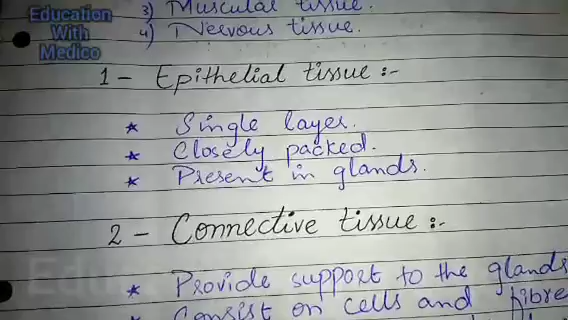 Education
With
Medico
3) Muscular tissue.
4) Nervous tissue.
1 - Epithelial tissue :-
* Single layer.
* Closely packed.
* Present in glands.
2 - Connective tissue :-
* Provide support to the glands
* Consist on cells and fibre